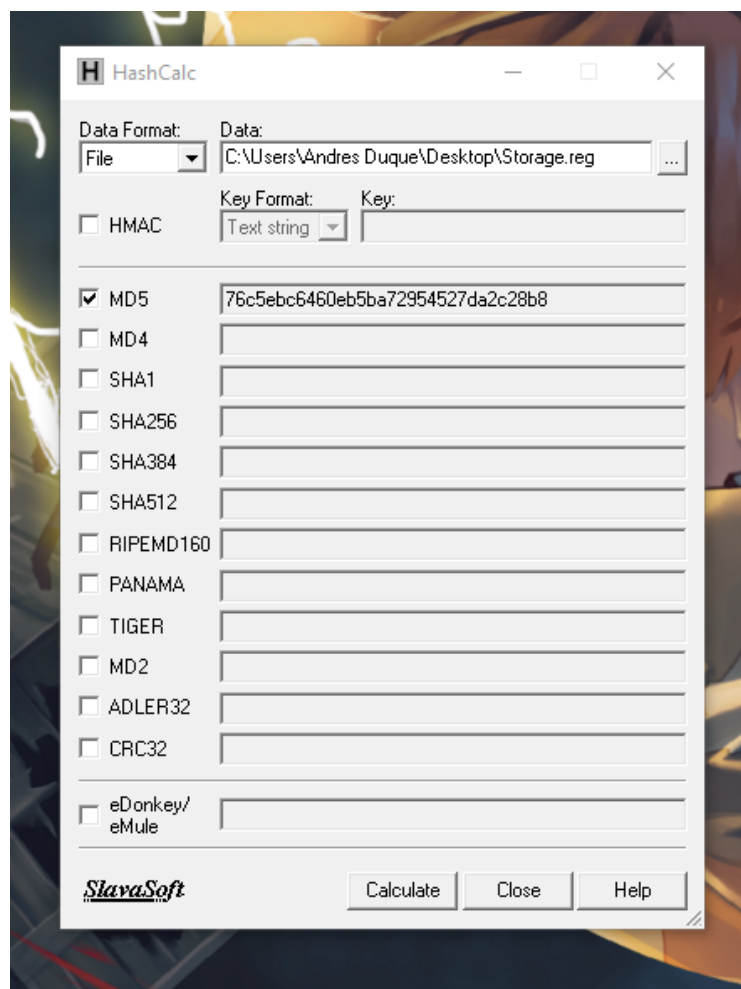 H HashCalc
Data Format: Data:
File C:\Users\Andres Duque\Desktop\Storage.reg ...
Key Format: Key:
HMAC Text string
MD5 76c5ebc6460eb5ba72954527da2c28b8
MD4
SHA1
SHA256
SHA384
SHA512
RIPEMD160
PANAMA
TIGER
MD2
ADLER32
CRC32
eDonkey/
eMule
SlavaSoft Calculate Close Help